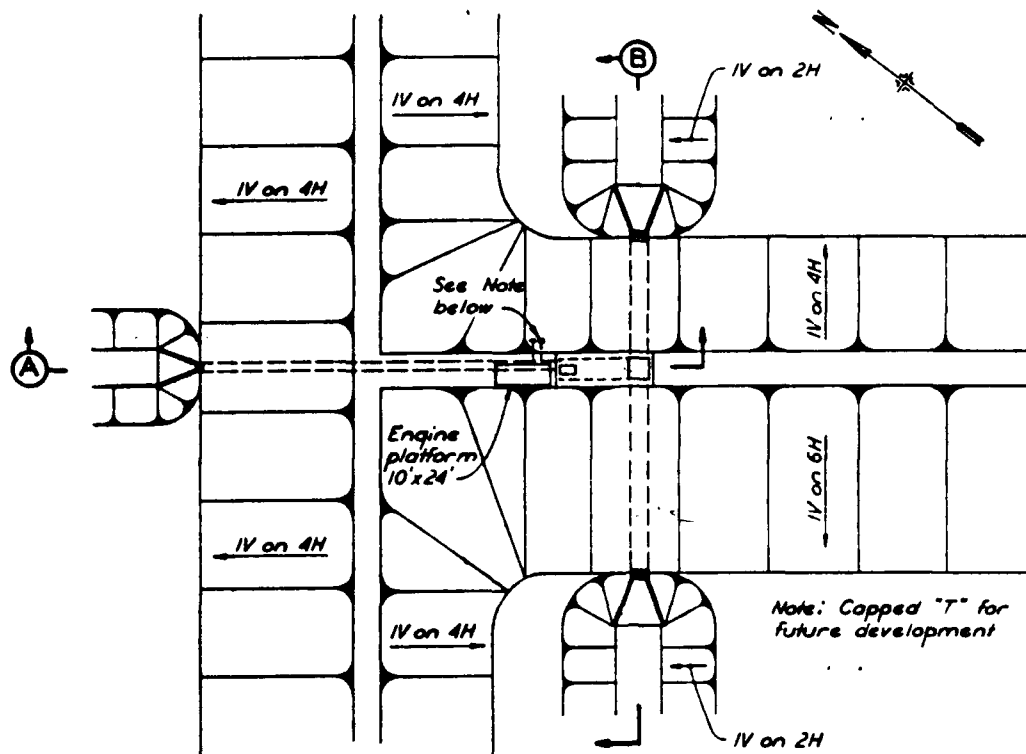 B
N
1V on 2H
1V on 4H
1V on 4H
1V on 4H
See Note
below
A
Engine
platform
10'x24'
1V on 6H
1V on 4H
1V on 4H
Note: Capped "T" for
future development
1V on 2H